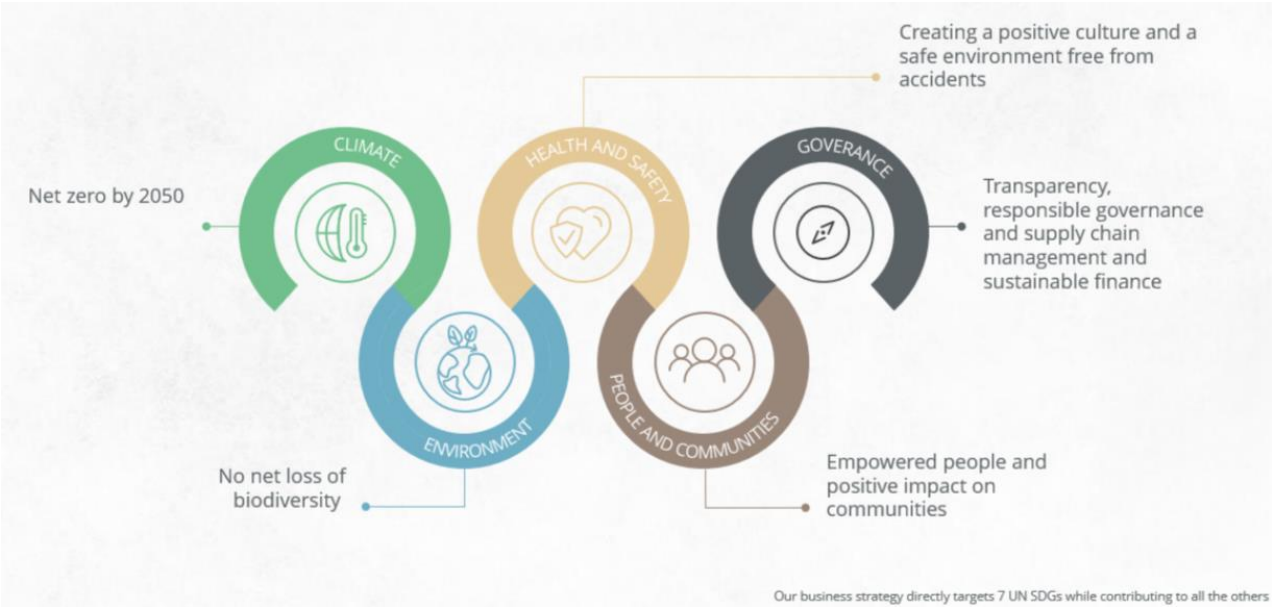 Creating a positive culture and a
safe environment free from
accidents
CLIMATE
HEALTH AND SAFETY
GOVERANCE
Net zero by 2050
Transparency,
responsible governance
and supply chain
management and
sustainable finance
ENVIRONMENT
PEOPLE AND COMMUNITIES
No net loss of
biodiversity
Empowered people and
positive impact on
communities
Our business strategy directly targets 7 UN SDGs while contributing to all the others